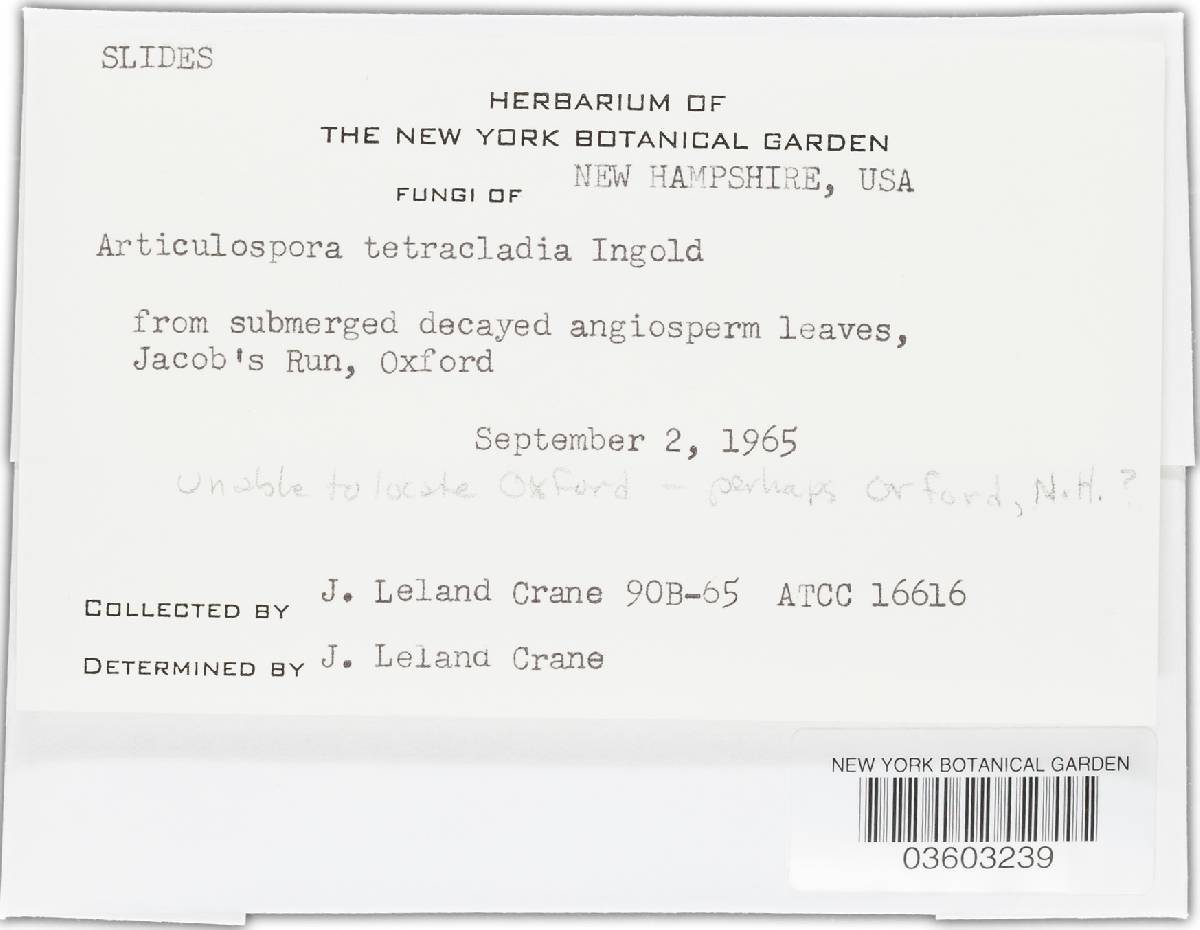 SLIDES
HERBARIUM OF
THE NEW YORK BOTANICAL GARDEN
FUNGI OF NEW HAMPSHIRE, USA
Articulospora tetracladia Ingold
from submerged decayed angiosperm leaves,
Jacob's Run, Oxford
September 2, 1965
Unable to locate Oxford - perhaps Orford, N.H. ?
COLLECTED BY J. Leland Crane 90B-65 ATCC 16616
DETERMINED BY J. Leland Crane
NEW YORK BOTANICAL GARDEN
03603239